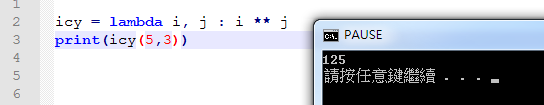 1
2 icy = lambda i, j : i ** j
3 print(icy(5,3))
4
5
6
PAUSE
125
請按任意鍵繼續 . . .